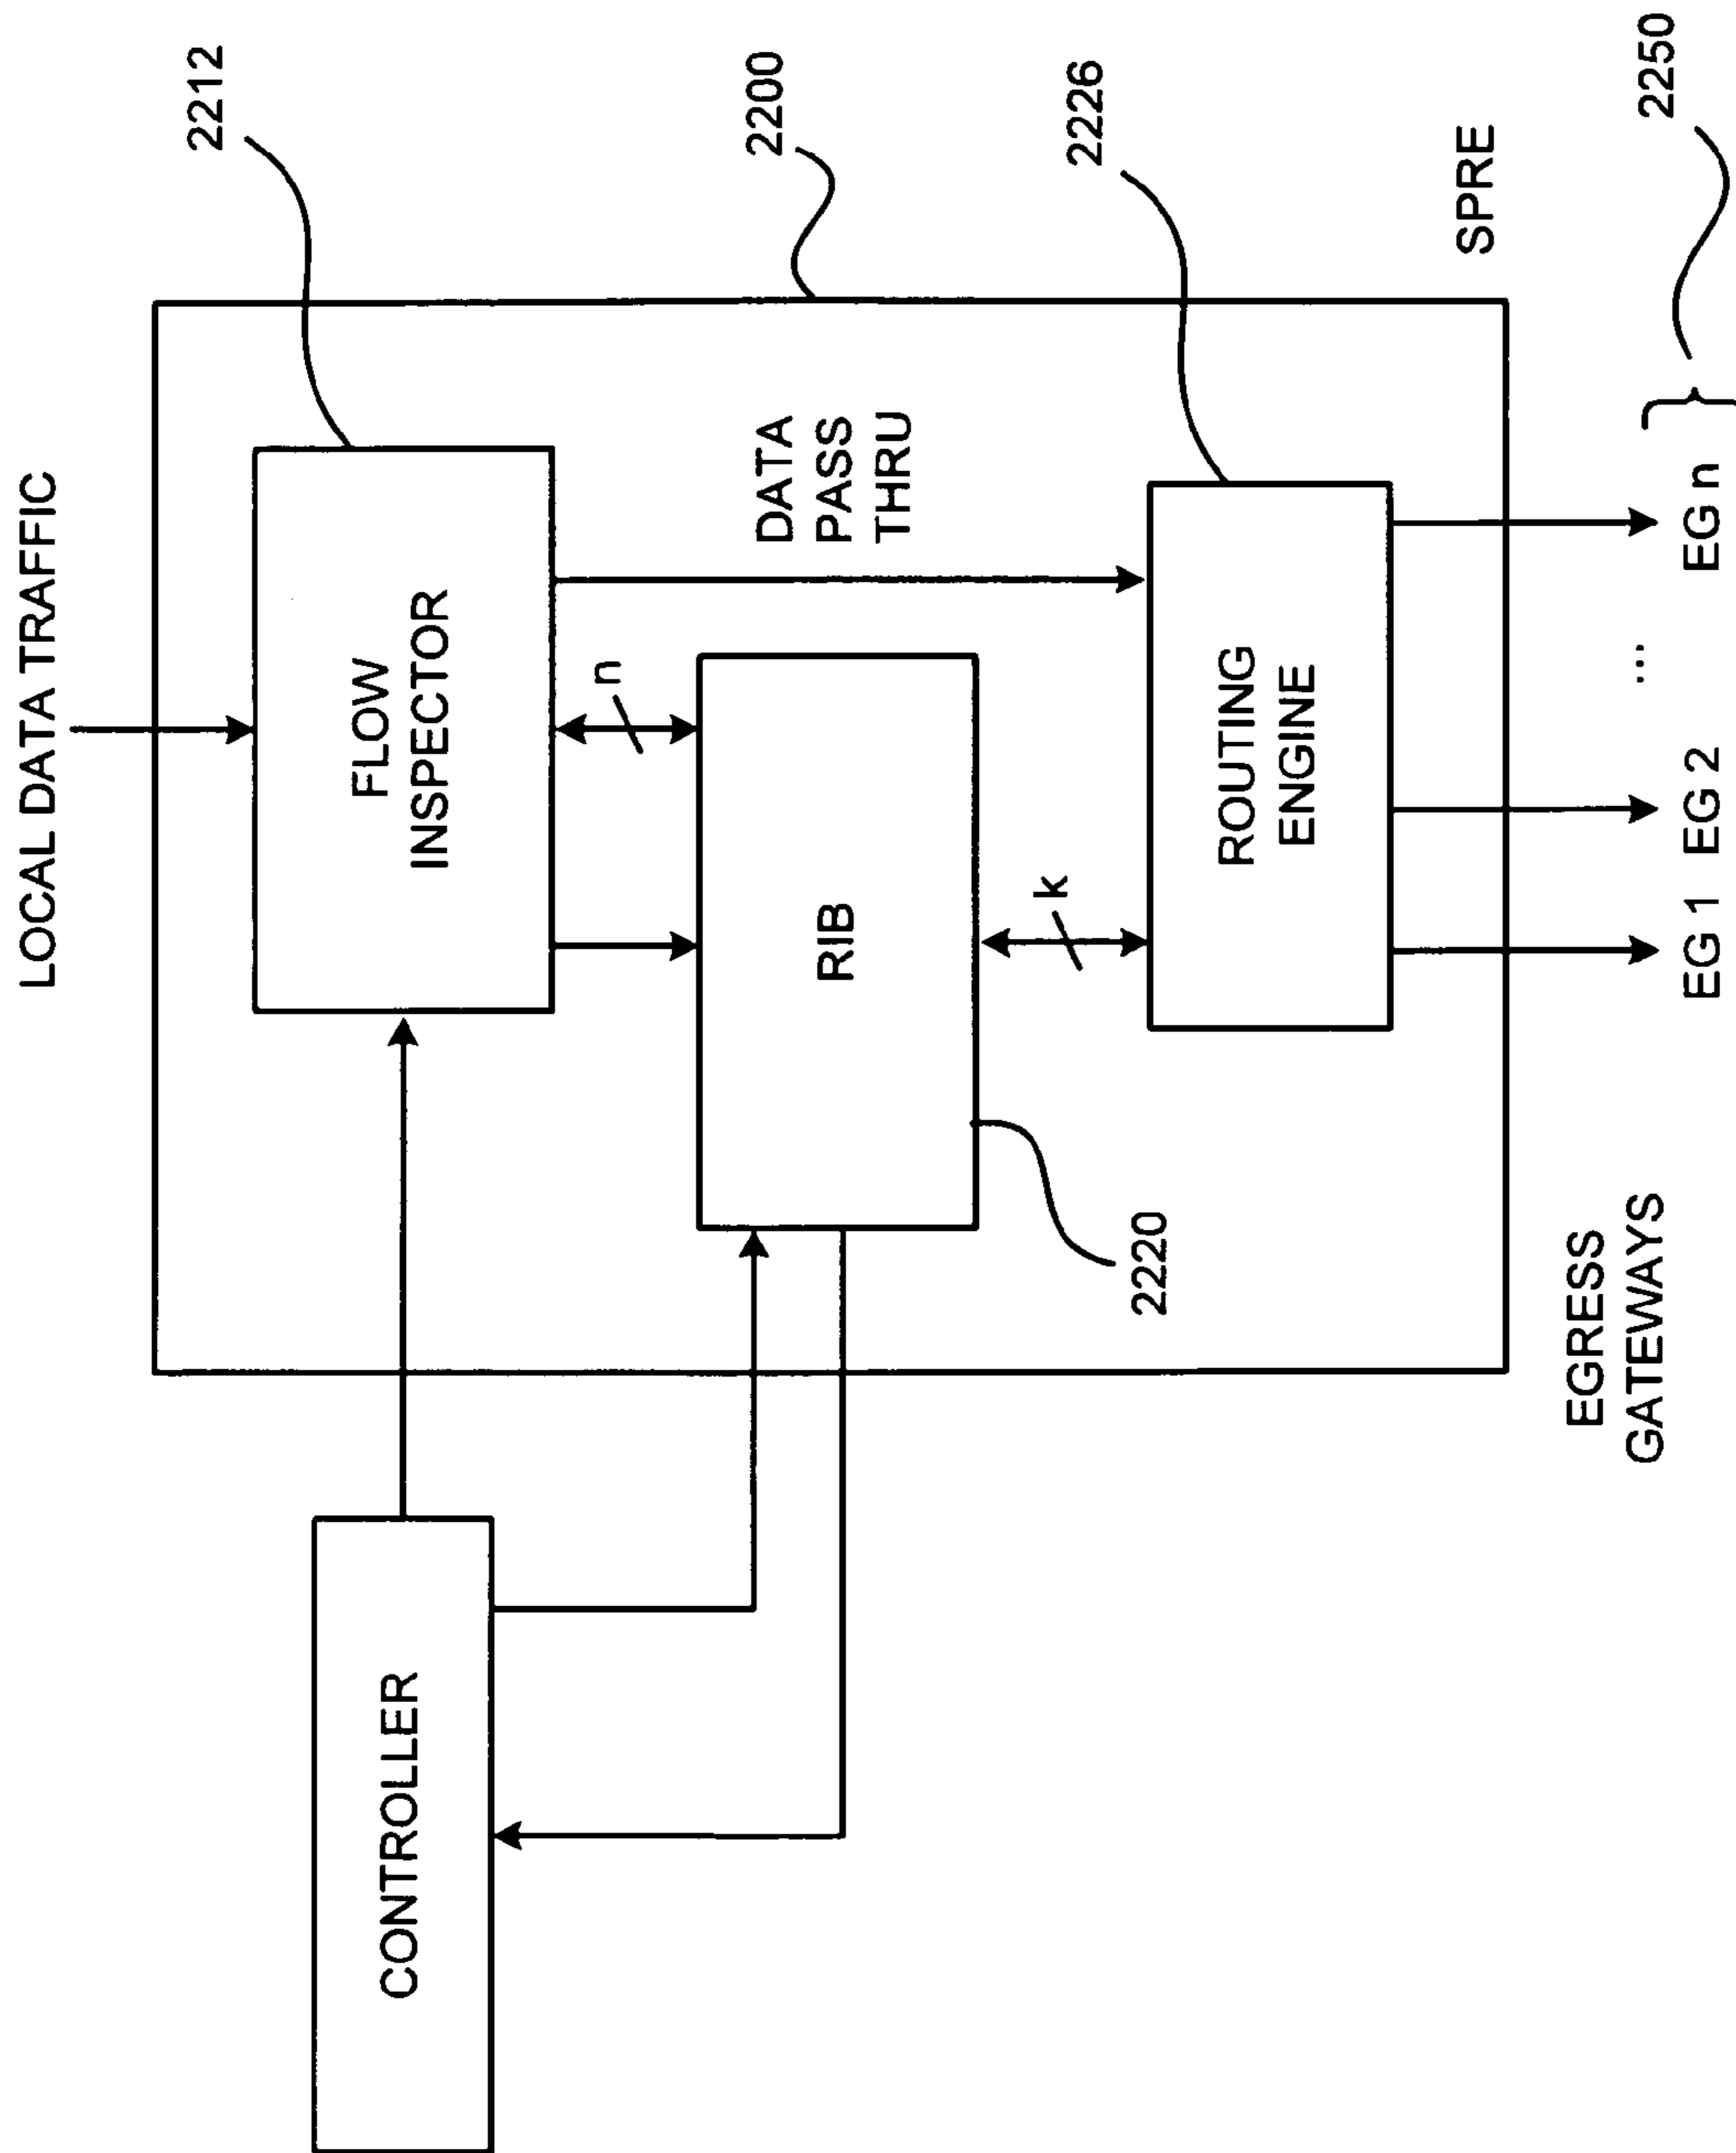 LOCAL DATA TRAFFIC
2212
FLOW
INSPECTOR
CONTROLLER
n
DATA
PASS
THRU
2200
RIB
2220
k
2226
ROUTING
ENGINE
SPRE
EGRESS
GATEWAYS
EG 1 EG 2 ... EG n
2250